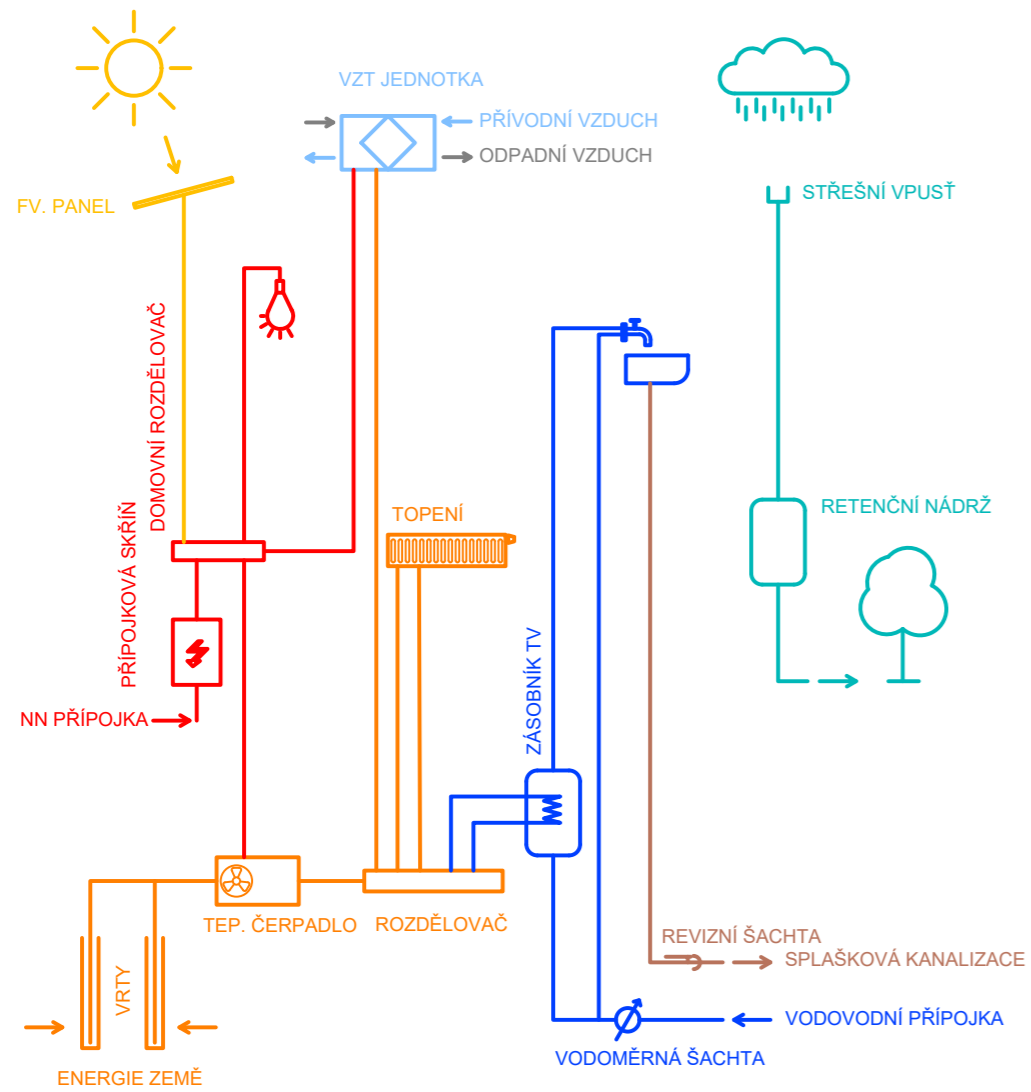 VZT JEDNOTKA
PŘÍVODNÍ VZDUCH
ODPADNÍ VZDUCH
FV. PANEL
STŘEŠNÍ VPUSŤ
DOMOVNÍ ROZDĚLOVAČ
PŘÍPOJKOVÁ SKŘÍŇ
TOPENÍ
RETENČNÍ NÁDRŽ
ZÁSOBNÍK TV
NN PŘÍPOJKA
TEP. ČERPADLO
ROZDĚLOVAČ
REVIZNÍ ŠACHTA
SPLAŠKOVÁ KANALIZACE
VRTY
VODOVODNÍ PŘÍPOJKA
VODOMĚRNÁ ŠACHTA
ENERGIE ZEMĚ